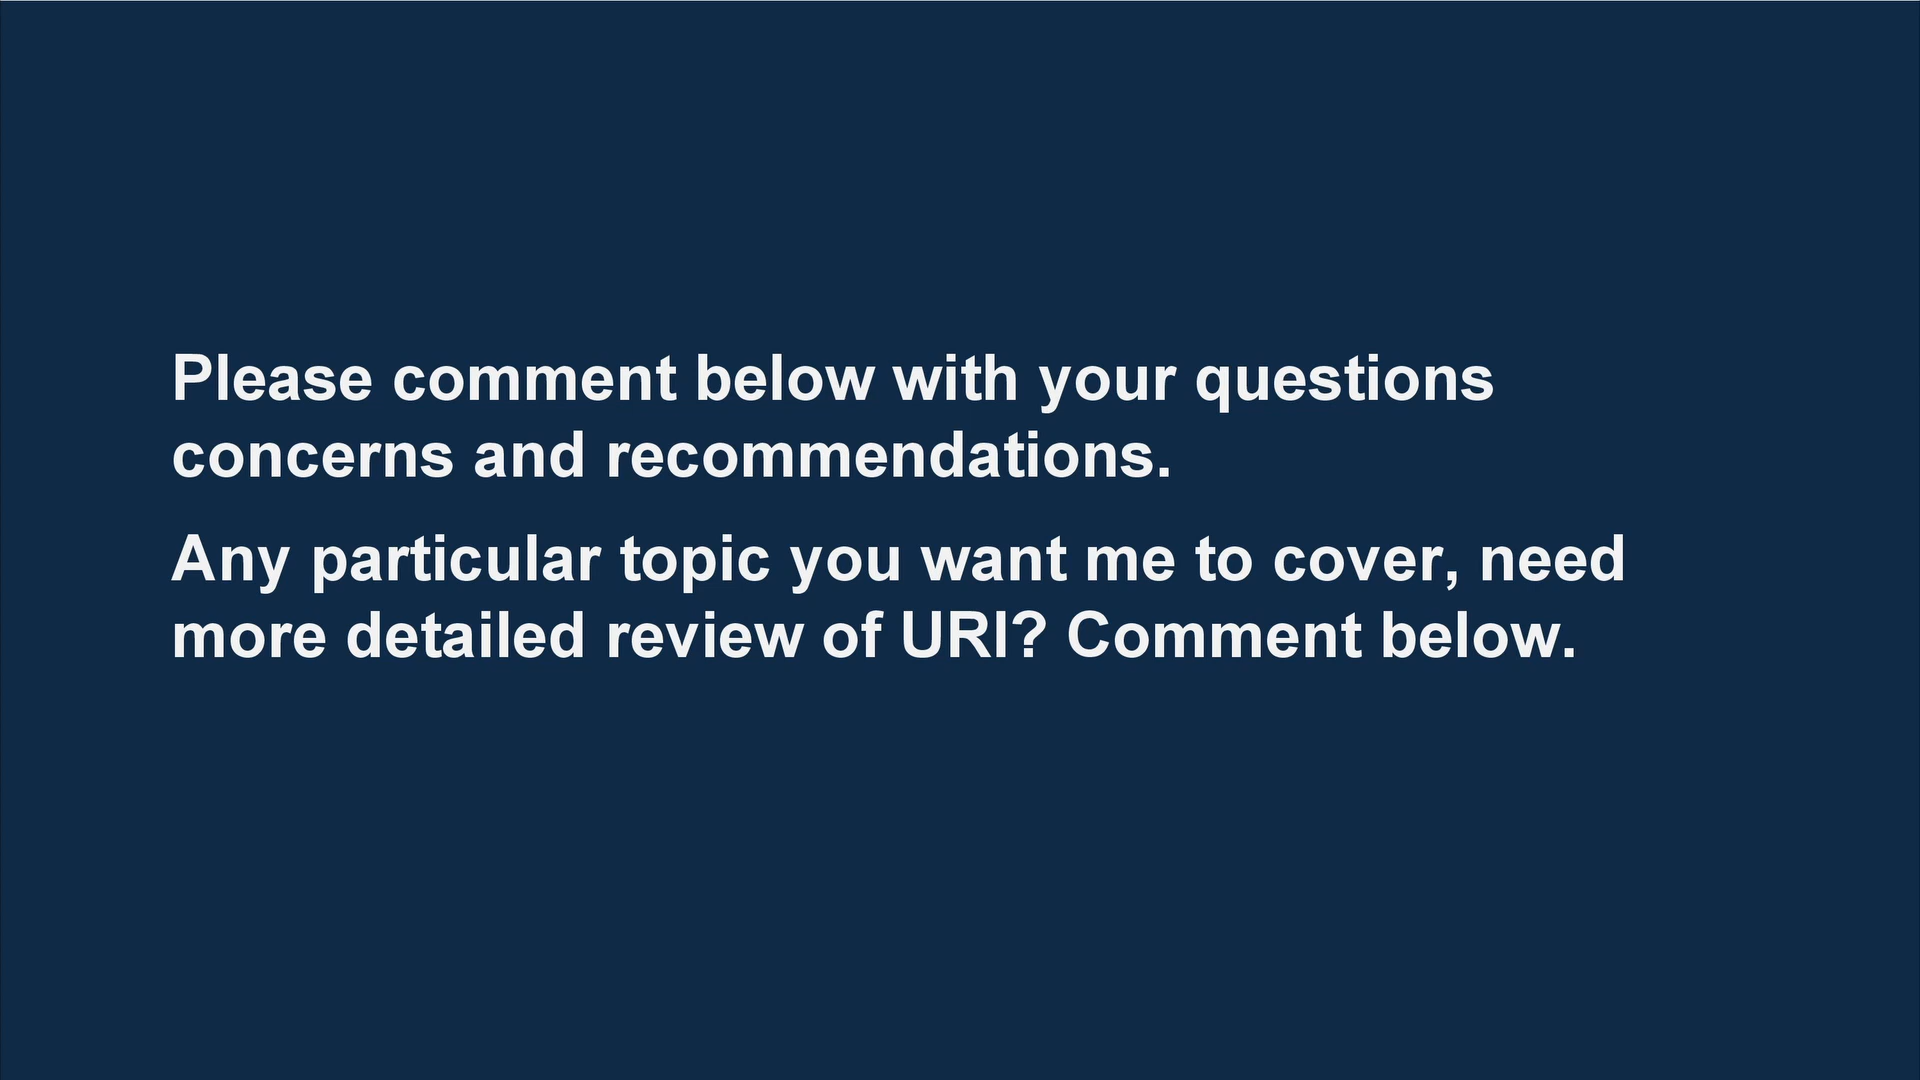 Please comment below with your questions
concerns and recommendations.
Any particular topic you want me to cover, need
more detailed review of URI? Comment below.